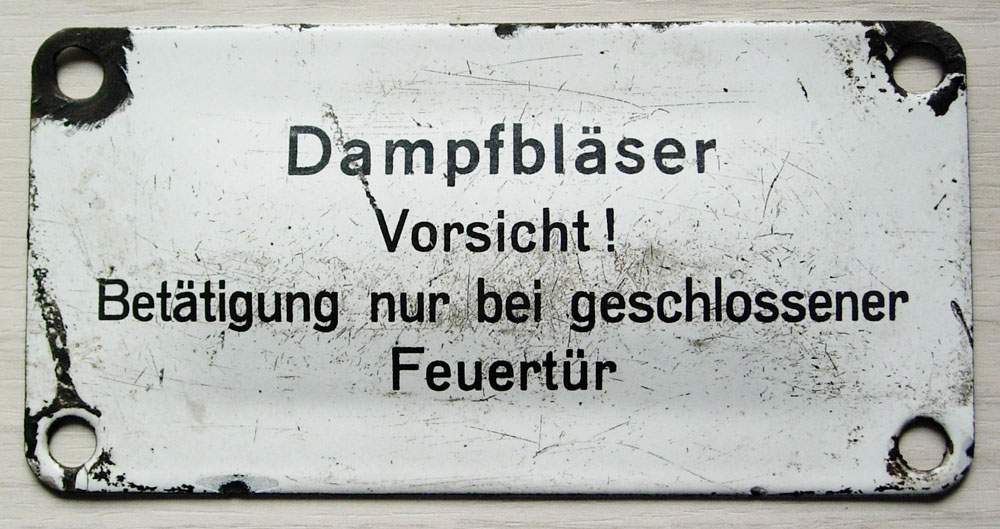 Dampfbläser
Vorsicht!
Betätigung nur bei geschlossener
Feuertür